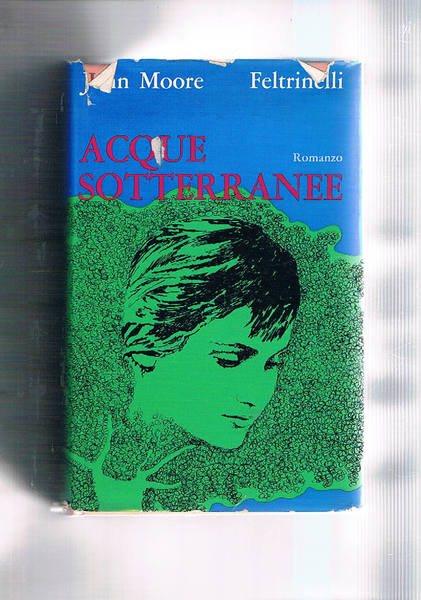 Moore Feltrinelli
ACQUE
Romanzo
SOTTERRANEE